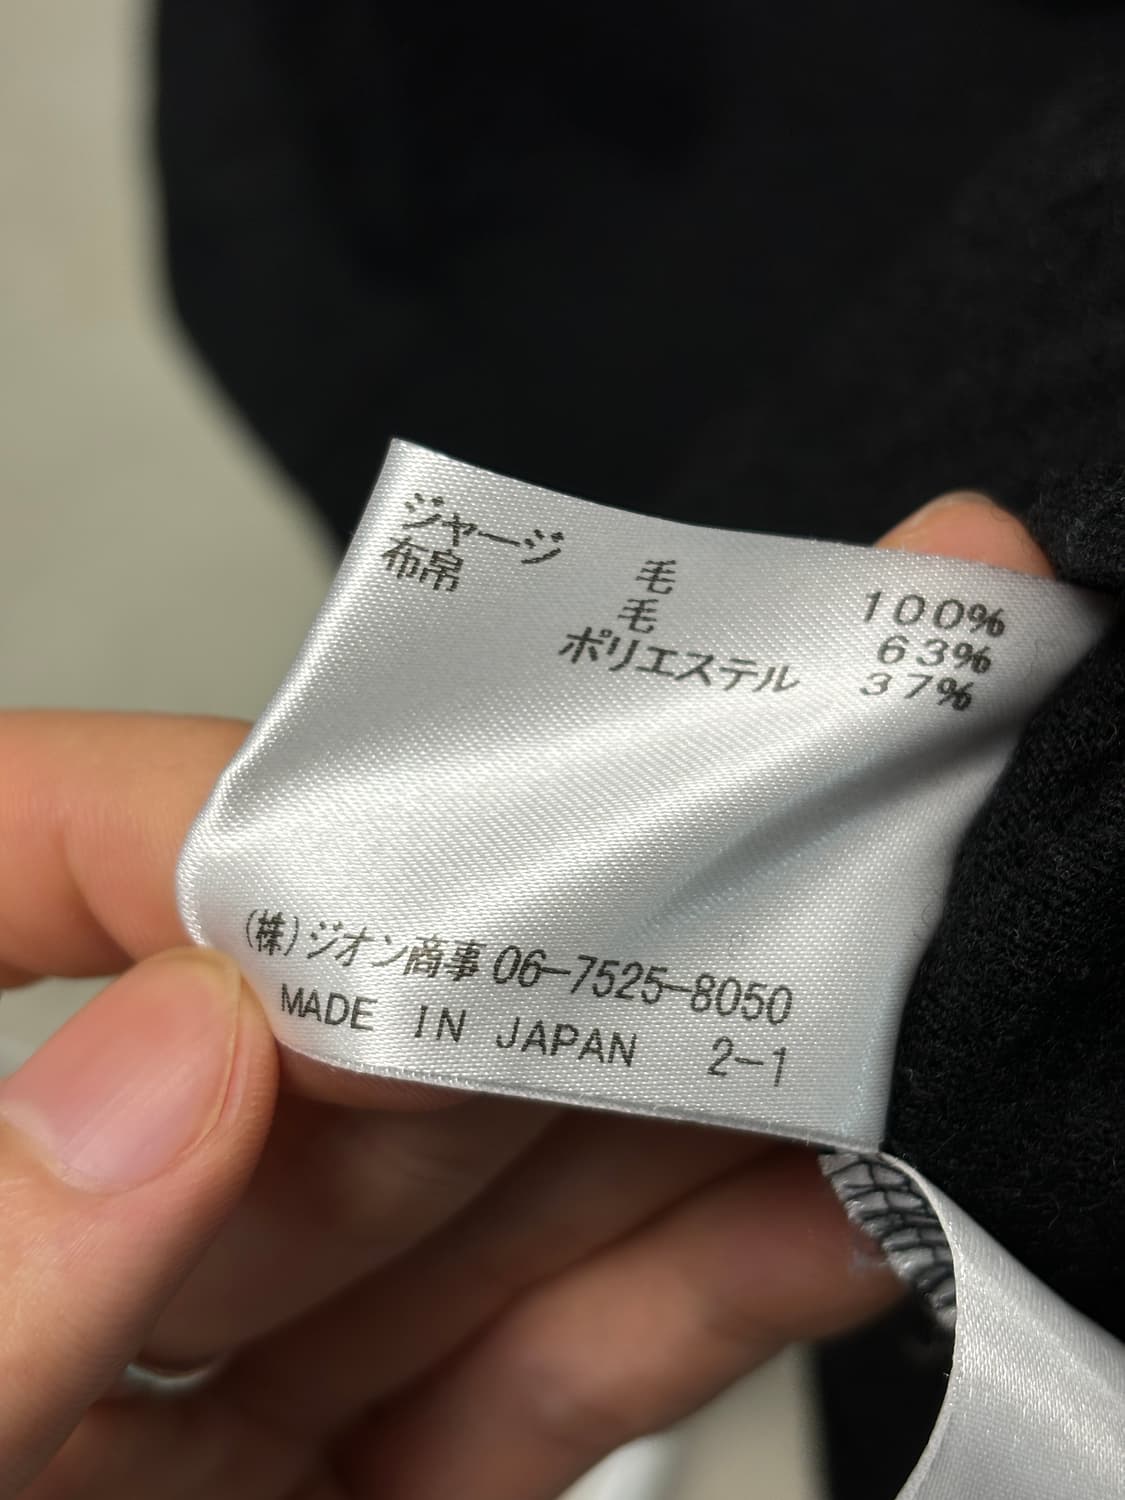 ジャージ 毛 100%
布帛 毛 63%
ポリエステル 37%
(株)ジオン商事 06-7525-8050
MADE IN JAPAN 2-1